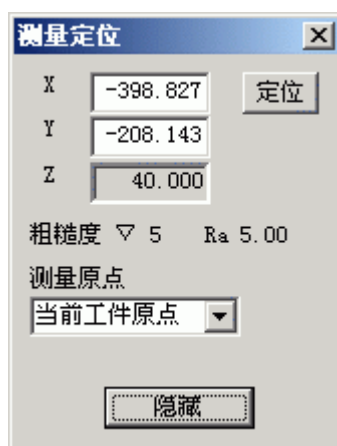 测量定位
X -398.827 定位
Y -208.143
Z 40.000
粗糙度 ▽ 5 Ra 5.00
测量原点
当前工件原点
隐藏